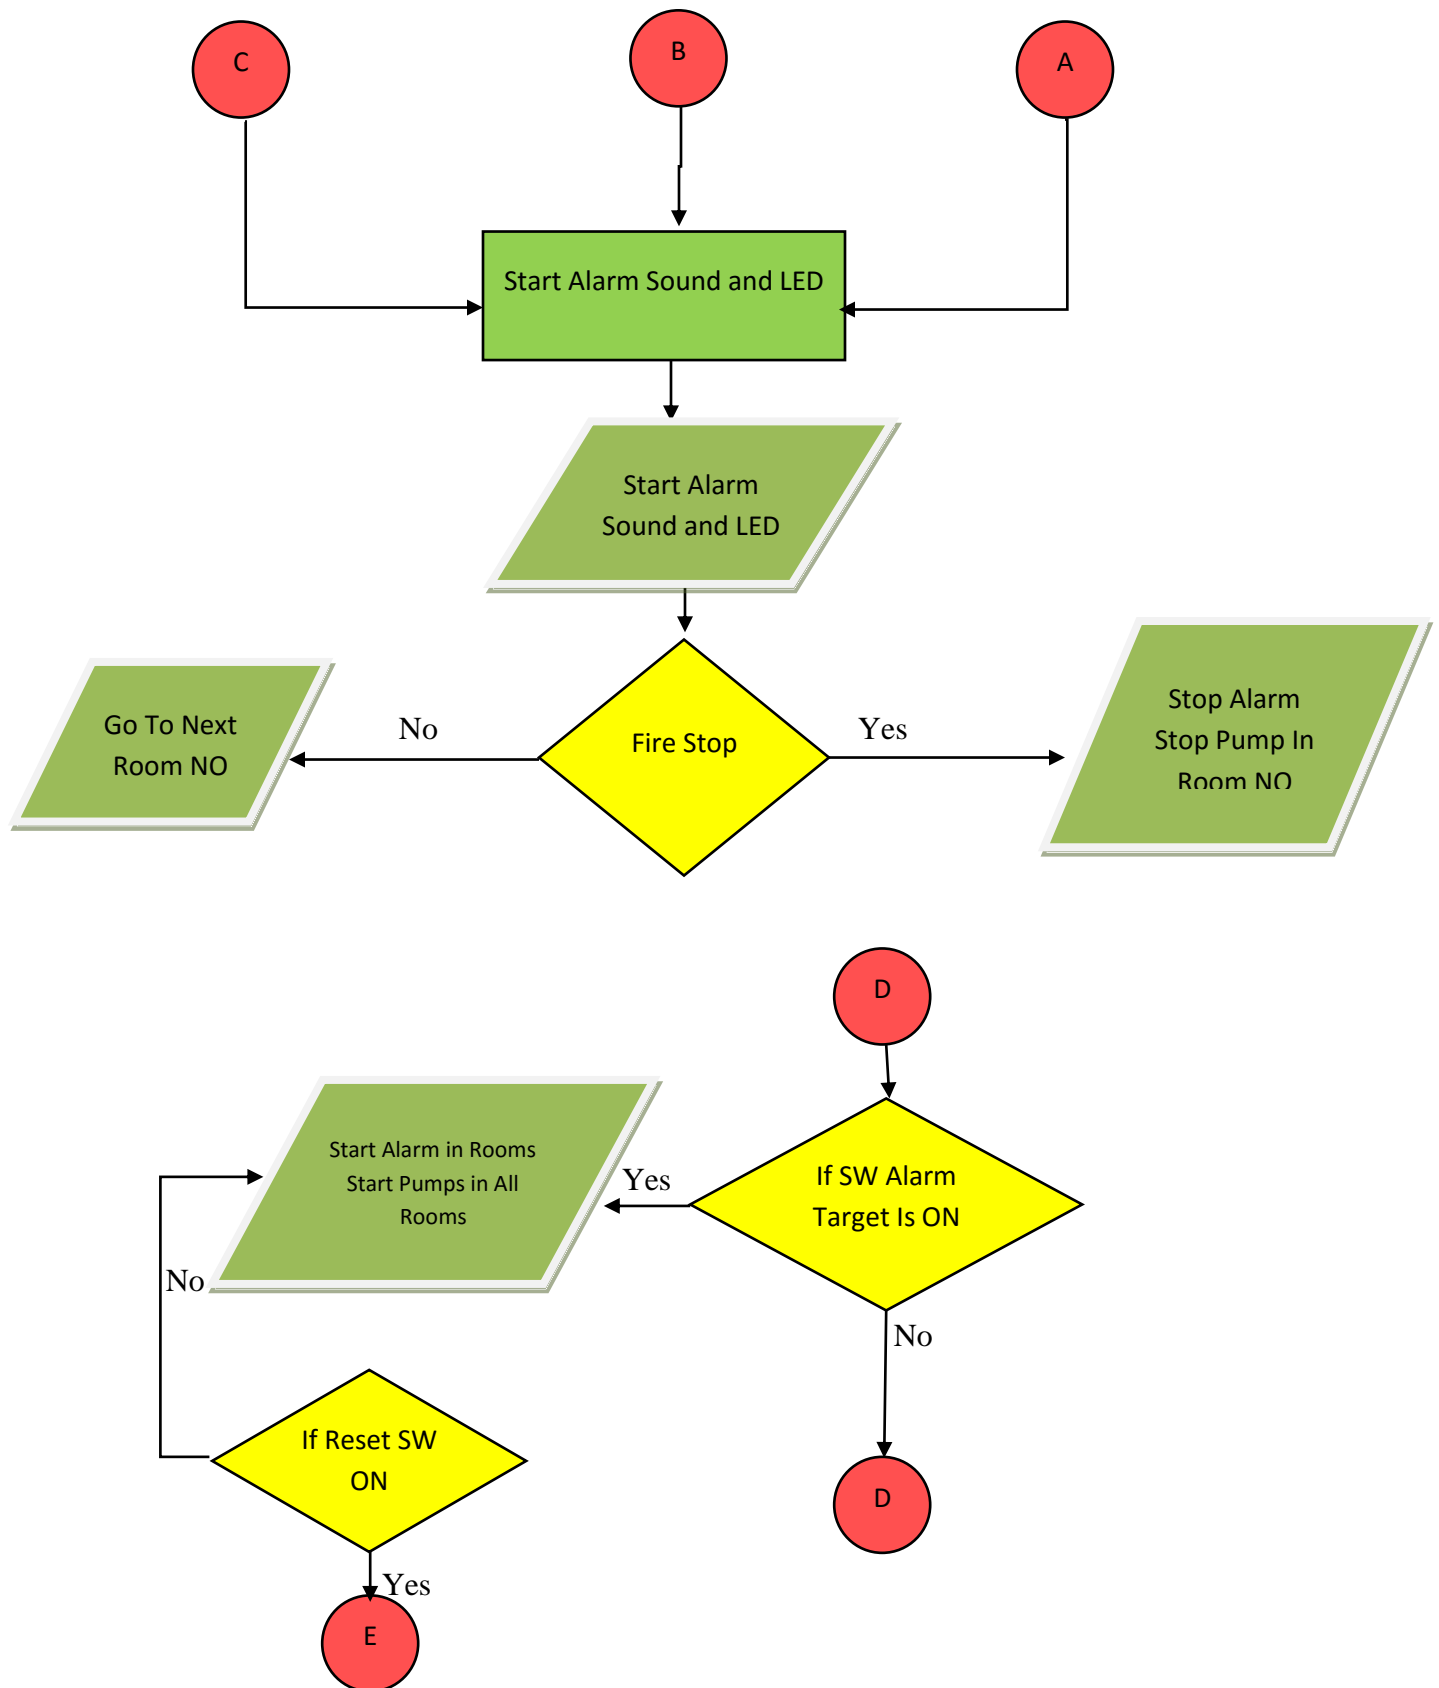 C
B
A
Start Alarm Sound and LED
Start Alarm
Sound and LED
Go To Next
Room NO
No
Fire Stop
Yes
Stop Alarm
Stop Pump In
Room NO
D
Start Alarm in Rooms
Start Pumps in All
Rooms
Yes
If SW Alarm
Target Is ON
No
No
If Reset SW
ON
D
Yes
E